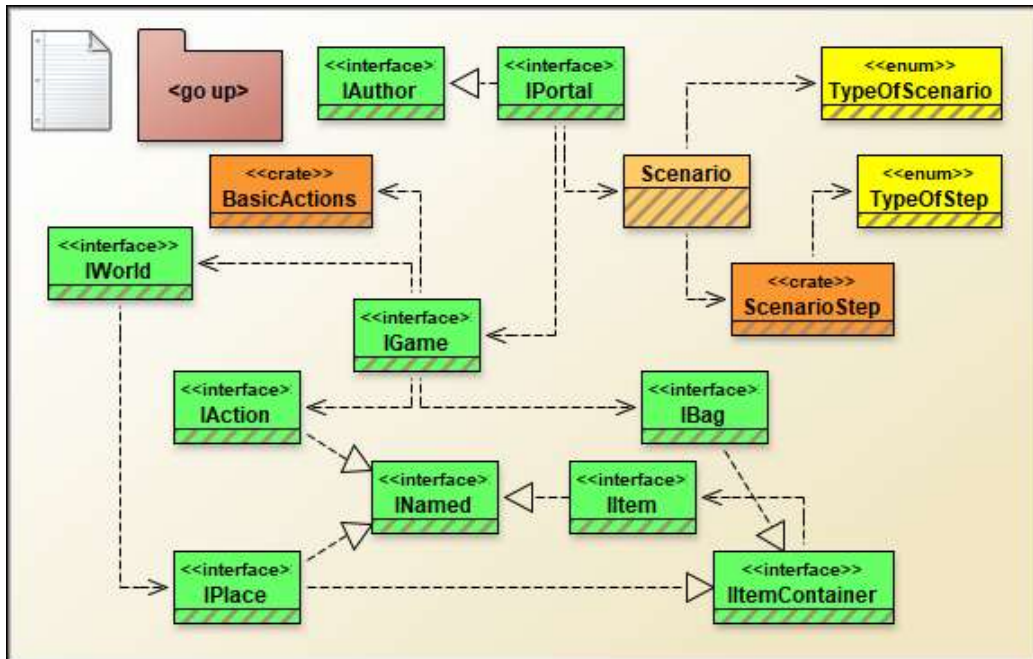 <go up>
<<interface>>
IAuthor
<<interface>>
IPortal
<<enum>>
TypeOfScenario
<<crate>>
BasicActions
Scenario
<<enum>>
TypeOfStep
<<interface>>
IWorld
<<crate>>
ScenarioStep
<<interface>>
IGame
<<interface>>
IAction
<<interface>>
IBag
<<interface>>
INamed
<<interface>>
IItem
<<interface>>
IPlace
<<interface>>
IItemContainer